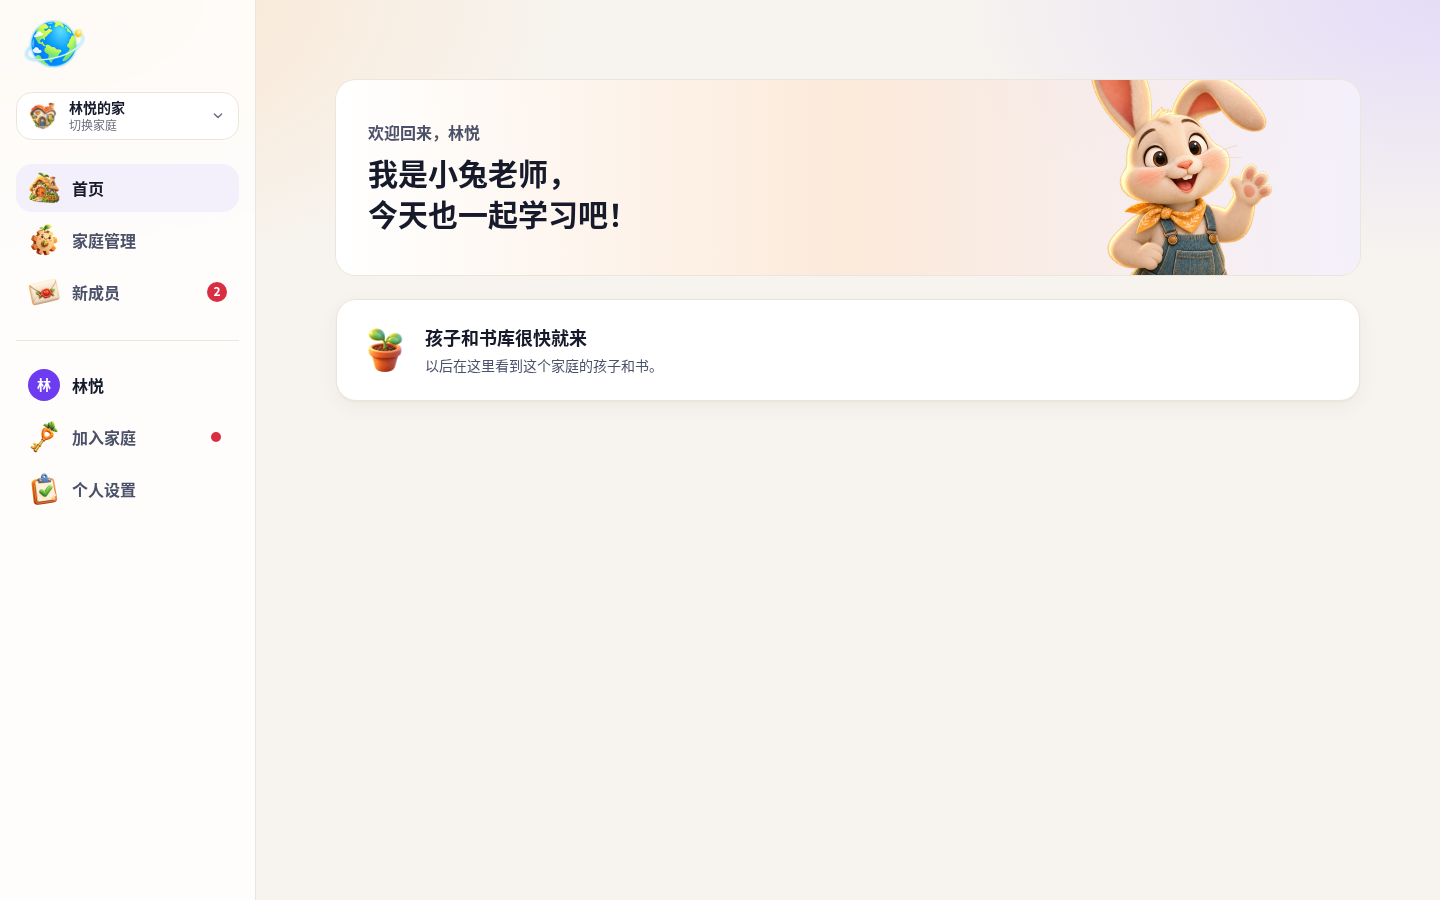 林悦的家
切换家庭
首页
家庭管理
新成员
2
林
林悦
加入家庭
个人设置
欢迎回来，林悦
我是小兔老师，
今天也一起学习吧！
孩子和书库很快就来
以后在这里看到这个家庭的孩子和书。